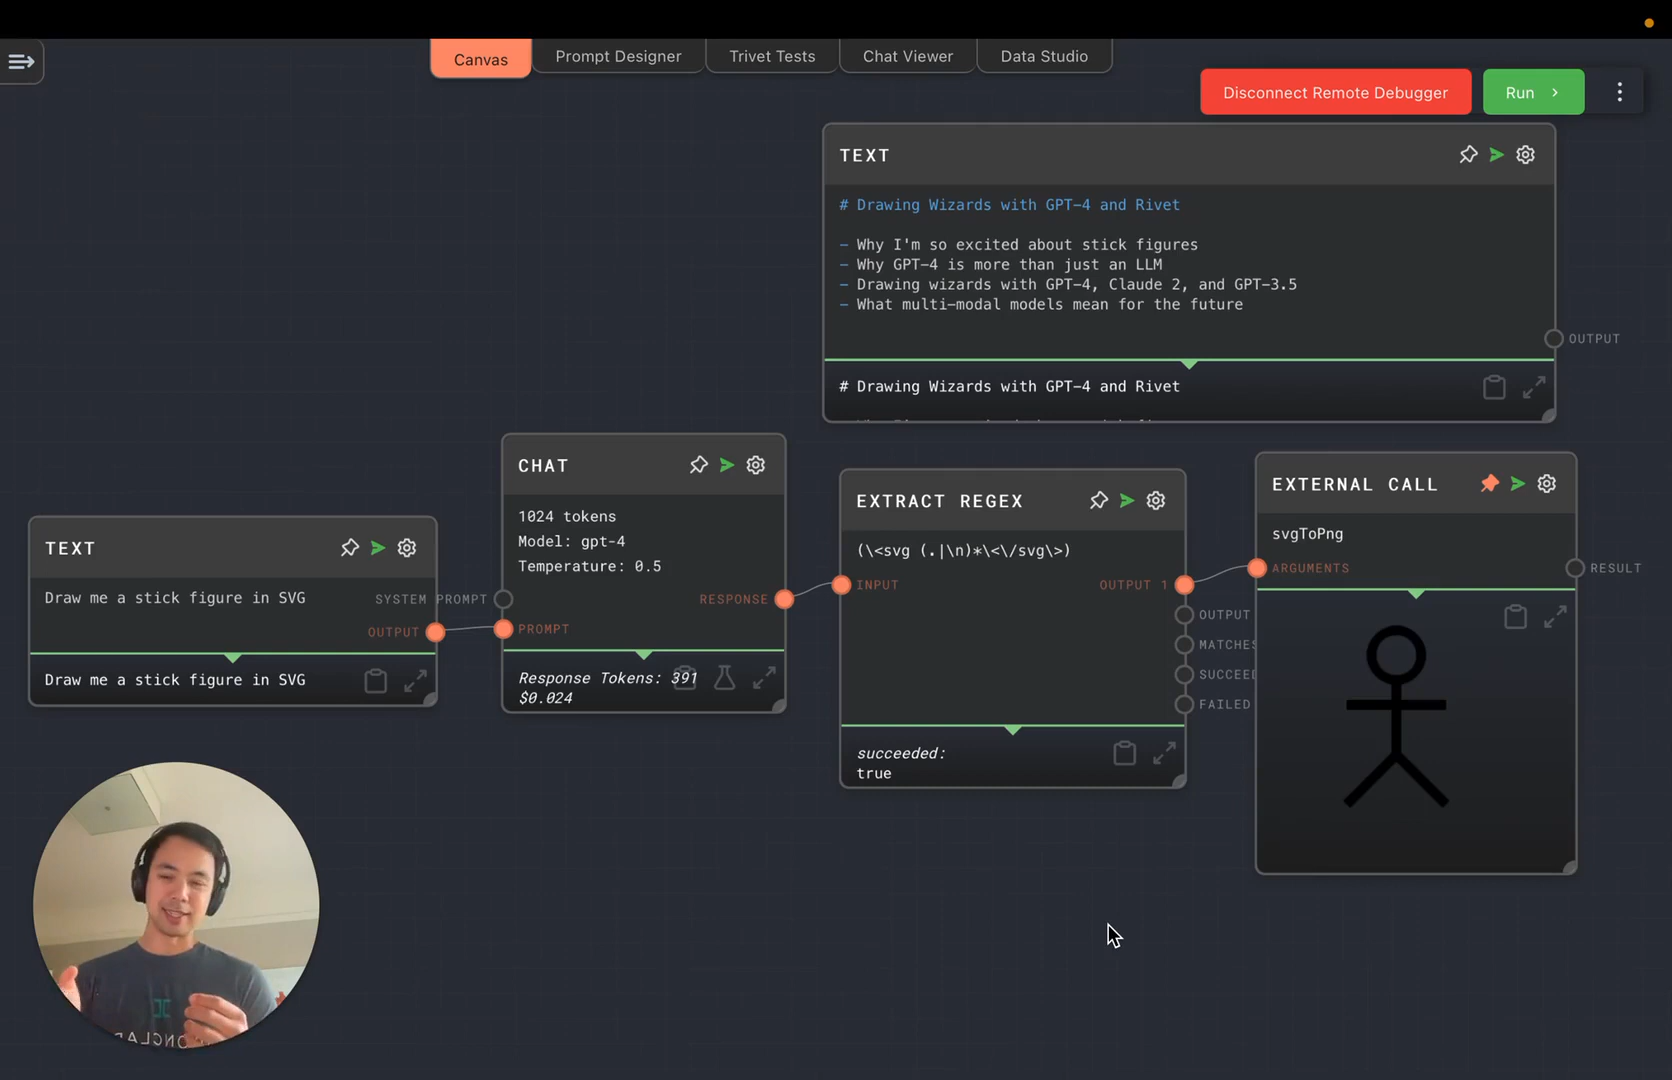 Canvas
Prompt Designer
Trivet Tests
Chat Viewer
Data Studio
Disconnect Remote Debugger
Run
TEXT
# Drawing Wizards with GPT-4 and Rivet
- Why I'm so excited about stick figures
- Why GPT-4 is more than just an LLM
- Drawing wizards with GPT-4, Claude 2, and GPT-3.5
- What multi-modal models mean for the future
OUTPUT
# Drawing Wizards with GPT-4 and Rivet
TEXT
Draw me a stick figure in SVG
OUTPUT
Draw me a stick figure in SVG
CHAT
1024 tokens
Model: gpt-4
Temperature: 0.5
SYSTEM PROMPT
RESPONSE
PROMPT
Response Tokens: 391
$0.024
EXTRACT REGEX
(\<svg (.|\n)*\<\/svg\>)
INPUT
OUTPUT 1
OUTPUT
MATCHES
SUCCEE
FAILED
succeeded:
true
EXTERNAL CALL
svgToPng
ARGUMENTS
RESULT